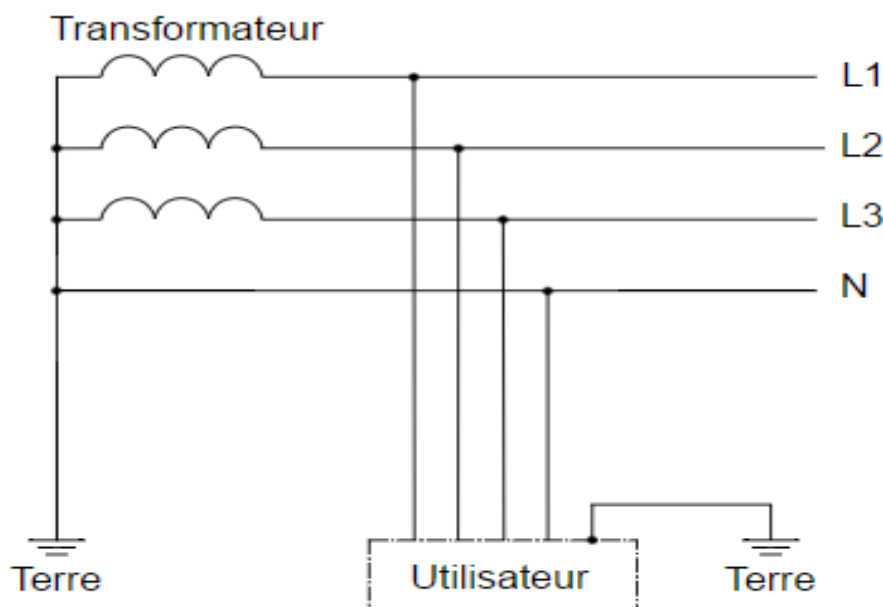 Transformateur
L1
L2
L3
N
Terre
Utilisateur
Terre